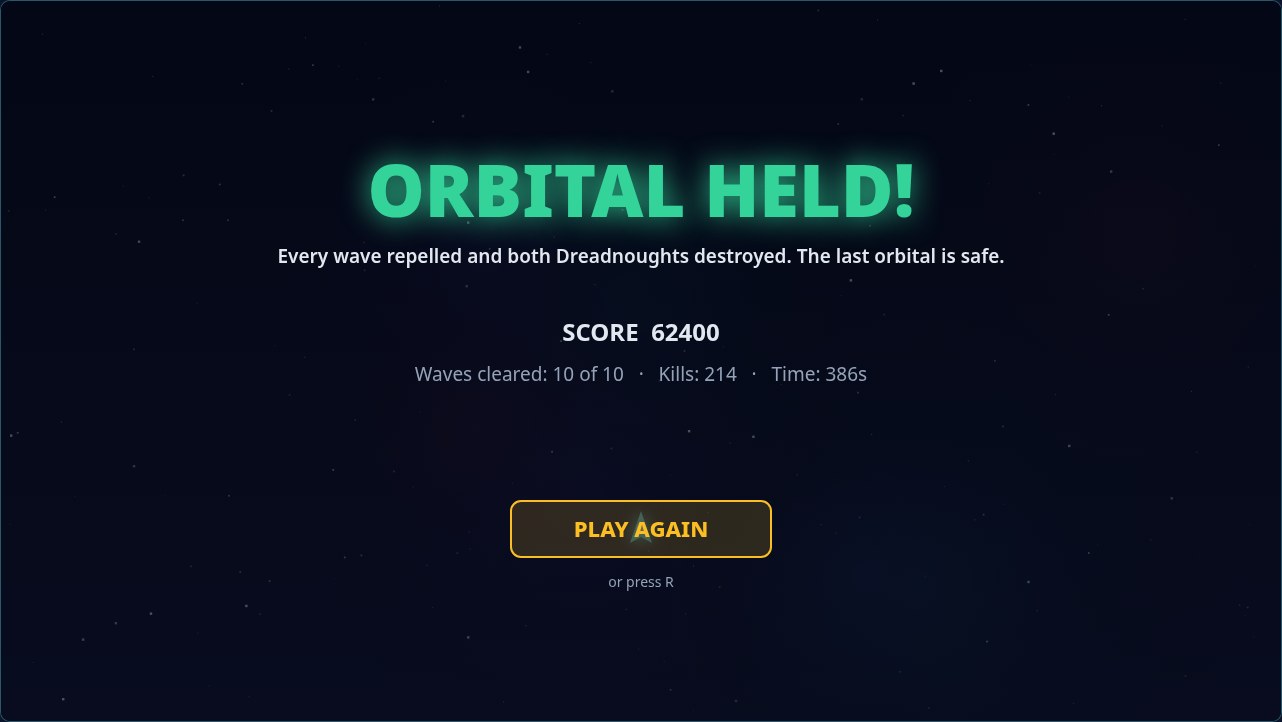 ORBITAL HELD!
Every wave repelled and both Dreadnoughts destroyed. The last orbital is safe.
SCORE 62400
Waves cleared: 10 of 10 · Kills: 214 · Time: 386s
PLAY AGAIN
or press R